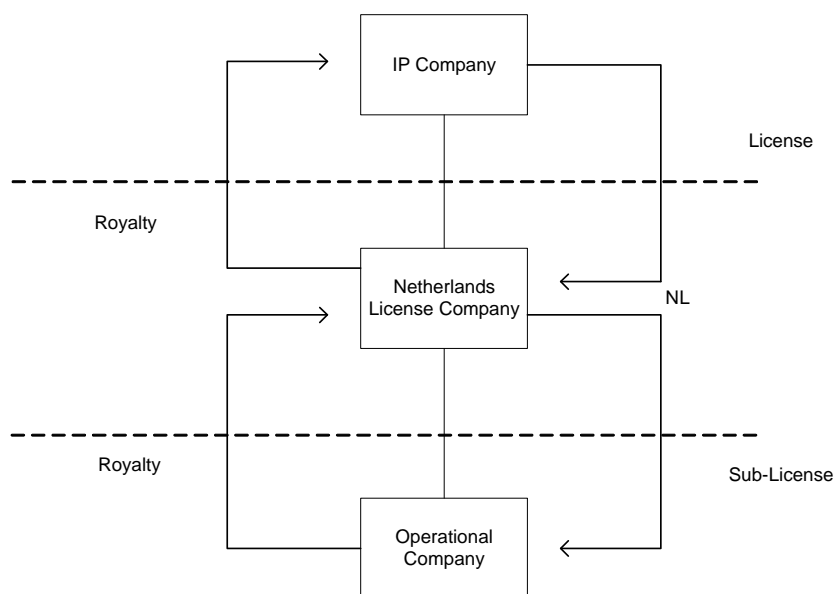 IP Company
License
Royalty
Netherlands
License Company
NL
Royalty
Sub-License
Operational
Company